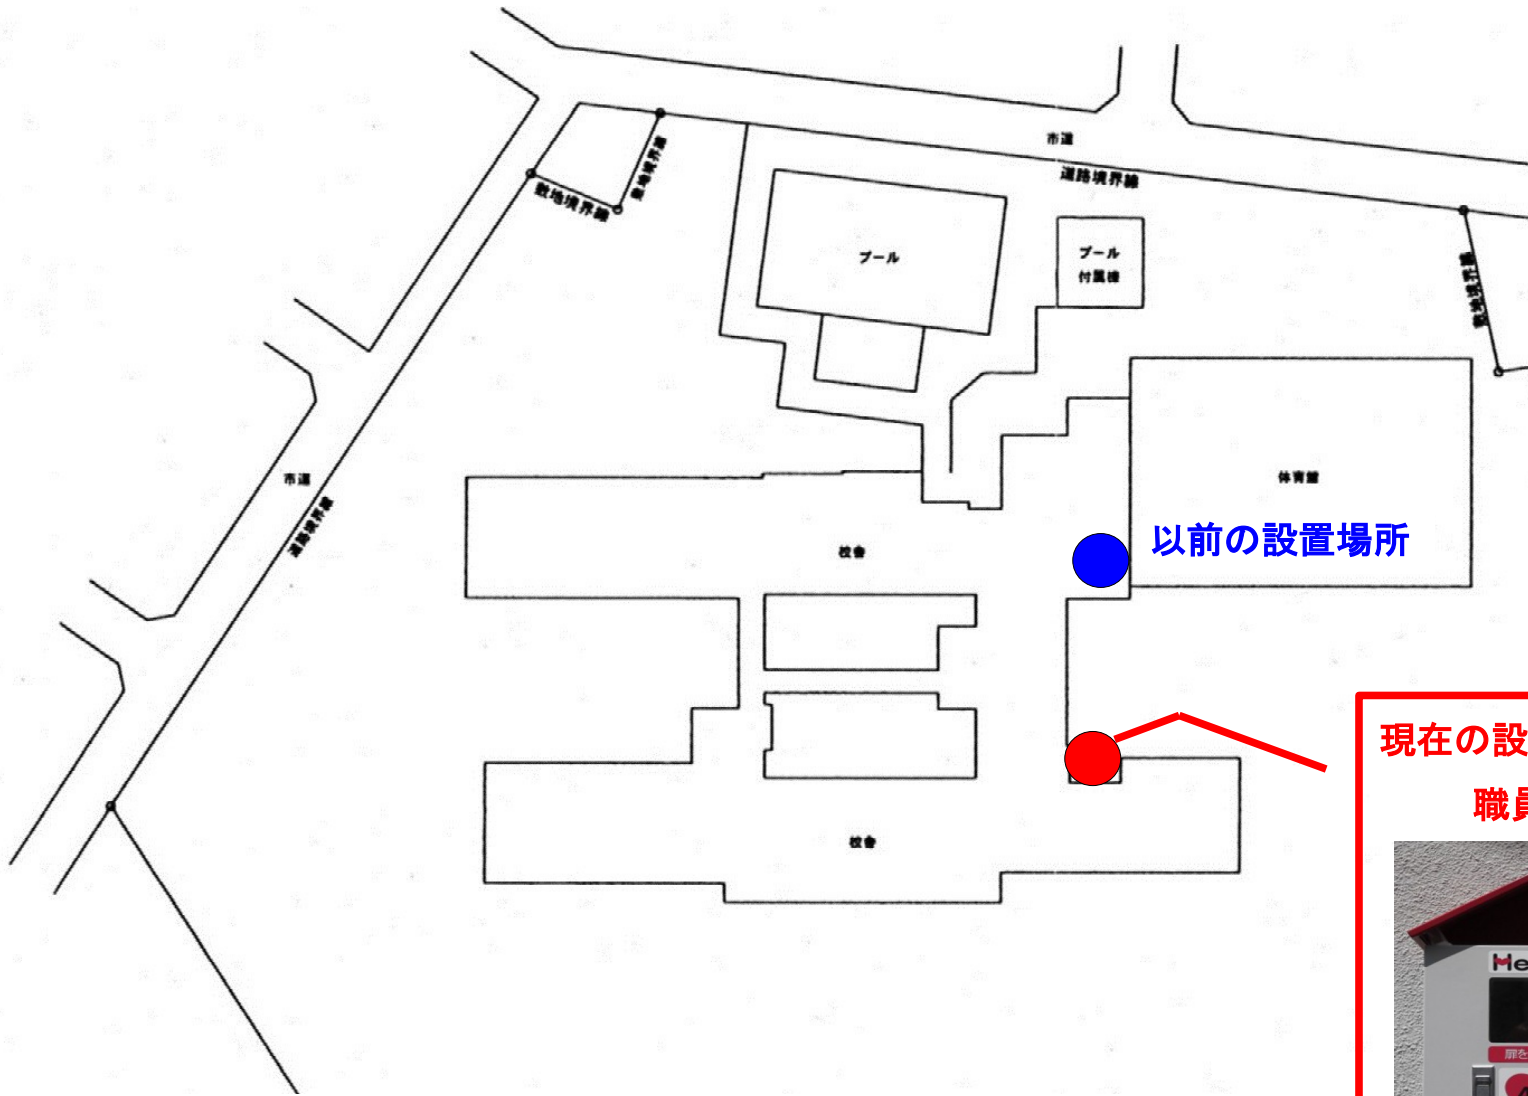 市道
道路境界線
敷地境界線
敷地境界線
プール
プール
付属棟
敷地境界線
市道
道路境界線
体育館
以前の設置場所
校舎
現在の設
職員
校舎
He
扉を